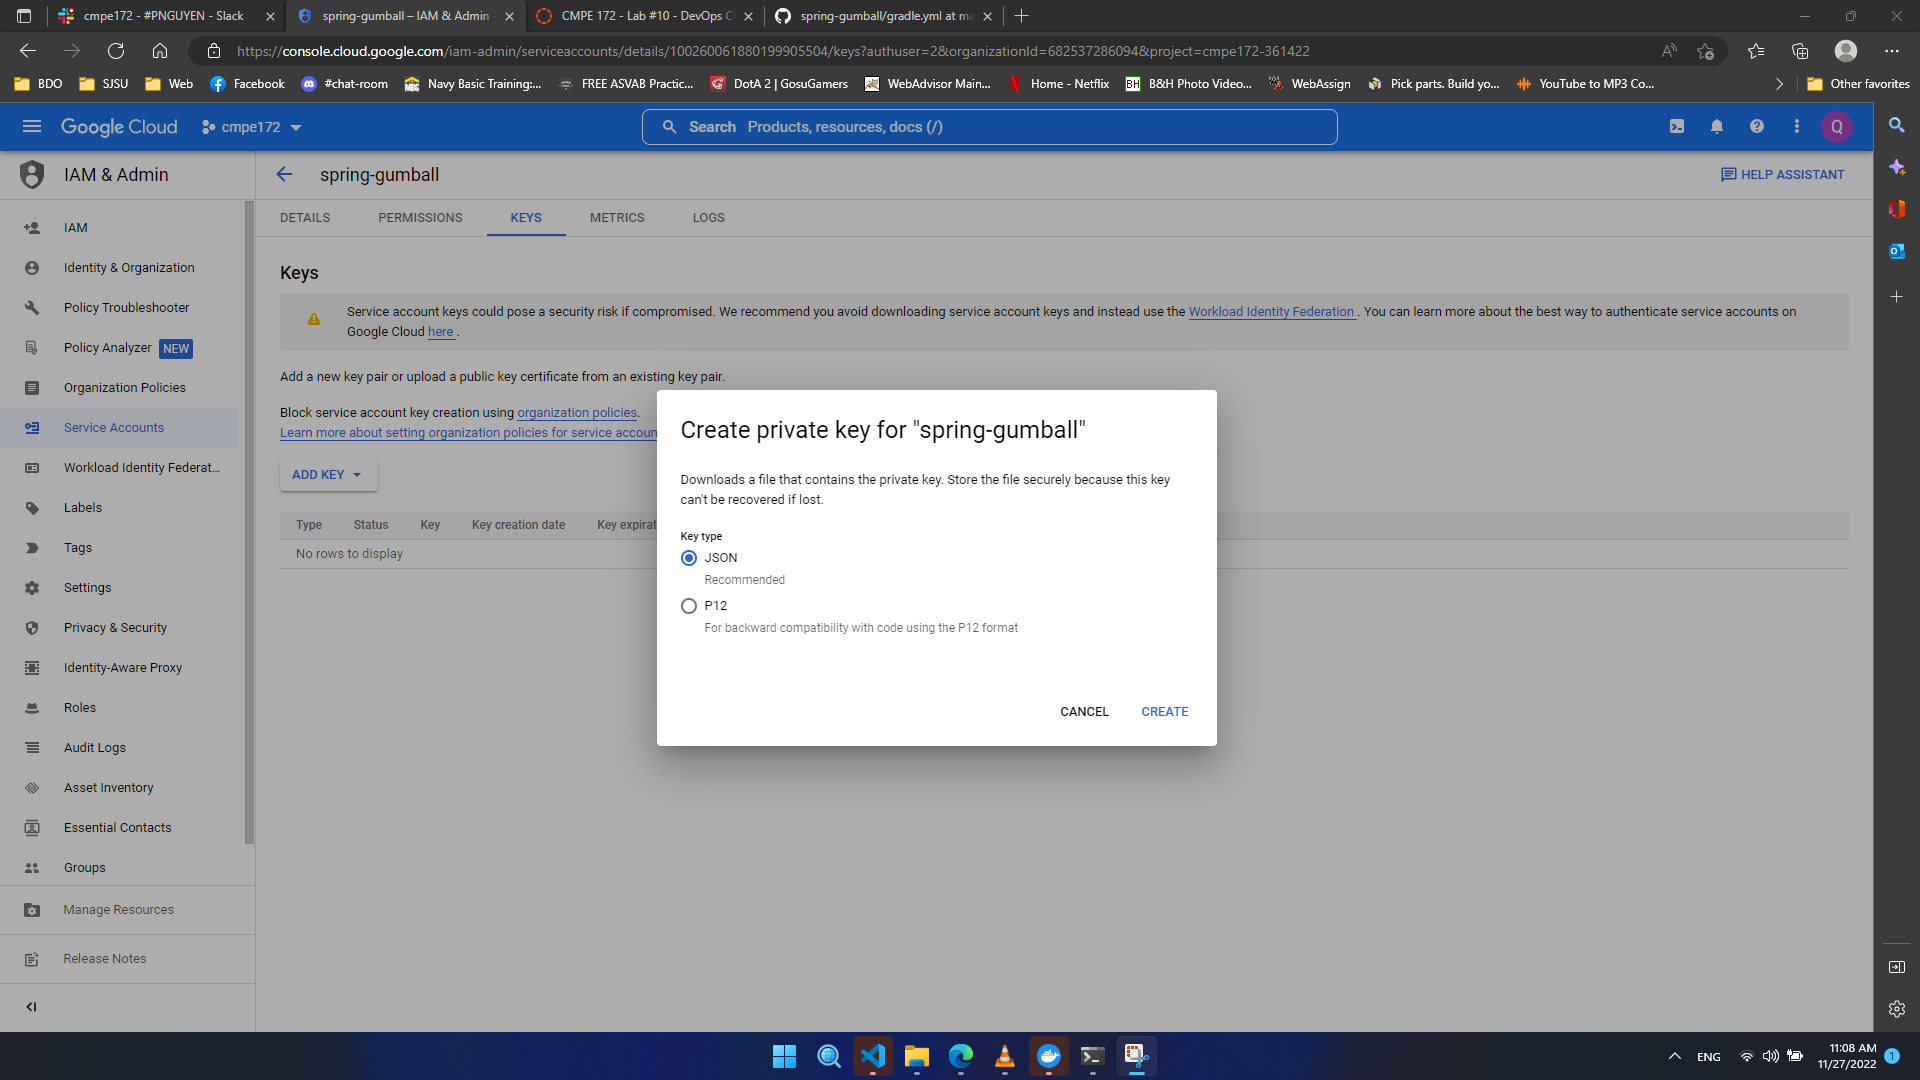 cmpe172 - #PNGUYEN - Slack
spring-gumball – IAM & Admin -
CMPE 172 - Lab #10 - DevOps C
spring-gumball/gradle.yml at ma
https://console.cloud.google.com/iam-admin/serviceaccounts/details/100260061880199905504/keys?authuser=2&organizationId=682537286094&project=cmpe172-361422
BDO
SJSU
Web
Facebook
#chat-room
Navy Basic Training:...
FREE ASVAB Practic...
DotA 2 | GosuGamers
WebAdvisor Main...
Home - Netflix
B&H Photo Video...
WebAssign
Pick parts. Build yo...
YouTube to MP3 Co...
Other favorites
Google Cloud
cmpe172
Search Products, resources, docs (/)
Q
IAM & Admin
spring-gumball
HELP ASSISTANT
DETAILS
PERMISSIONS
KEYS
METRICS
LOGS
IAM
Identity & Organization
Policy Troubleshooter
Policy Analyzer NEW
Organization Policies
Service Accounts
Workload Identity Federat...
Labels
Tags
Settings
Privacy & Security
Identity-Aware Proxy
Roles
Audit Logs
Asset Inventory
Essential Contacts
Groups
Manage Resources
Release Notes
Keys
Service account keys could pose a security risk if compromised. We recommend you avoid downloading service account keys and instead use the Workload Identity Federation . You can learn more about the best way to authenticate service accounts on
Google Cloud here .
Add a new key pair or upload a public key certificate from an existing key pair.
Block service account key creation using organization policies.
Learn more about setting organization policies for service accoun
ADD KEY
Type Status Key Key creation date Key expirat
No rows to display
Create private key for "spring-gumball"
Downloads a file that contains the private key. Store the file securely because this key
can't be recovered if lost.
Key type
JSON
Recommended
P12
For backward compatibility with code using the P12 format
CANCEL
CREATE
ENG
11:08 AM
11/27/2022
1